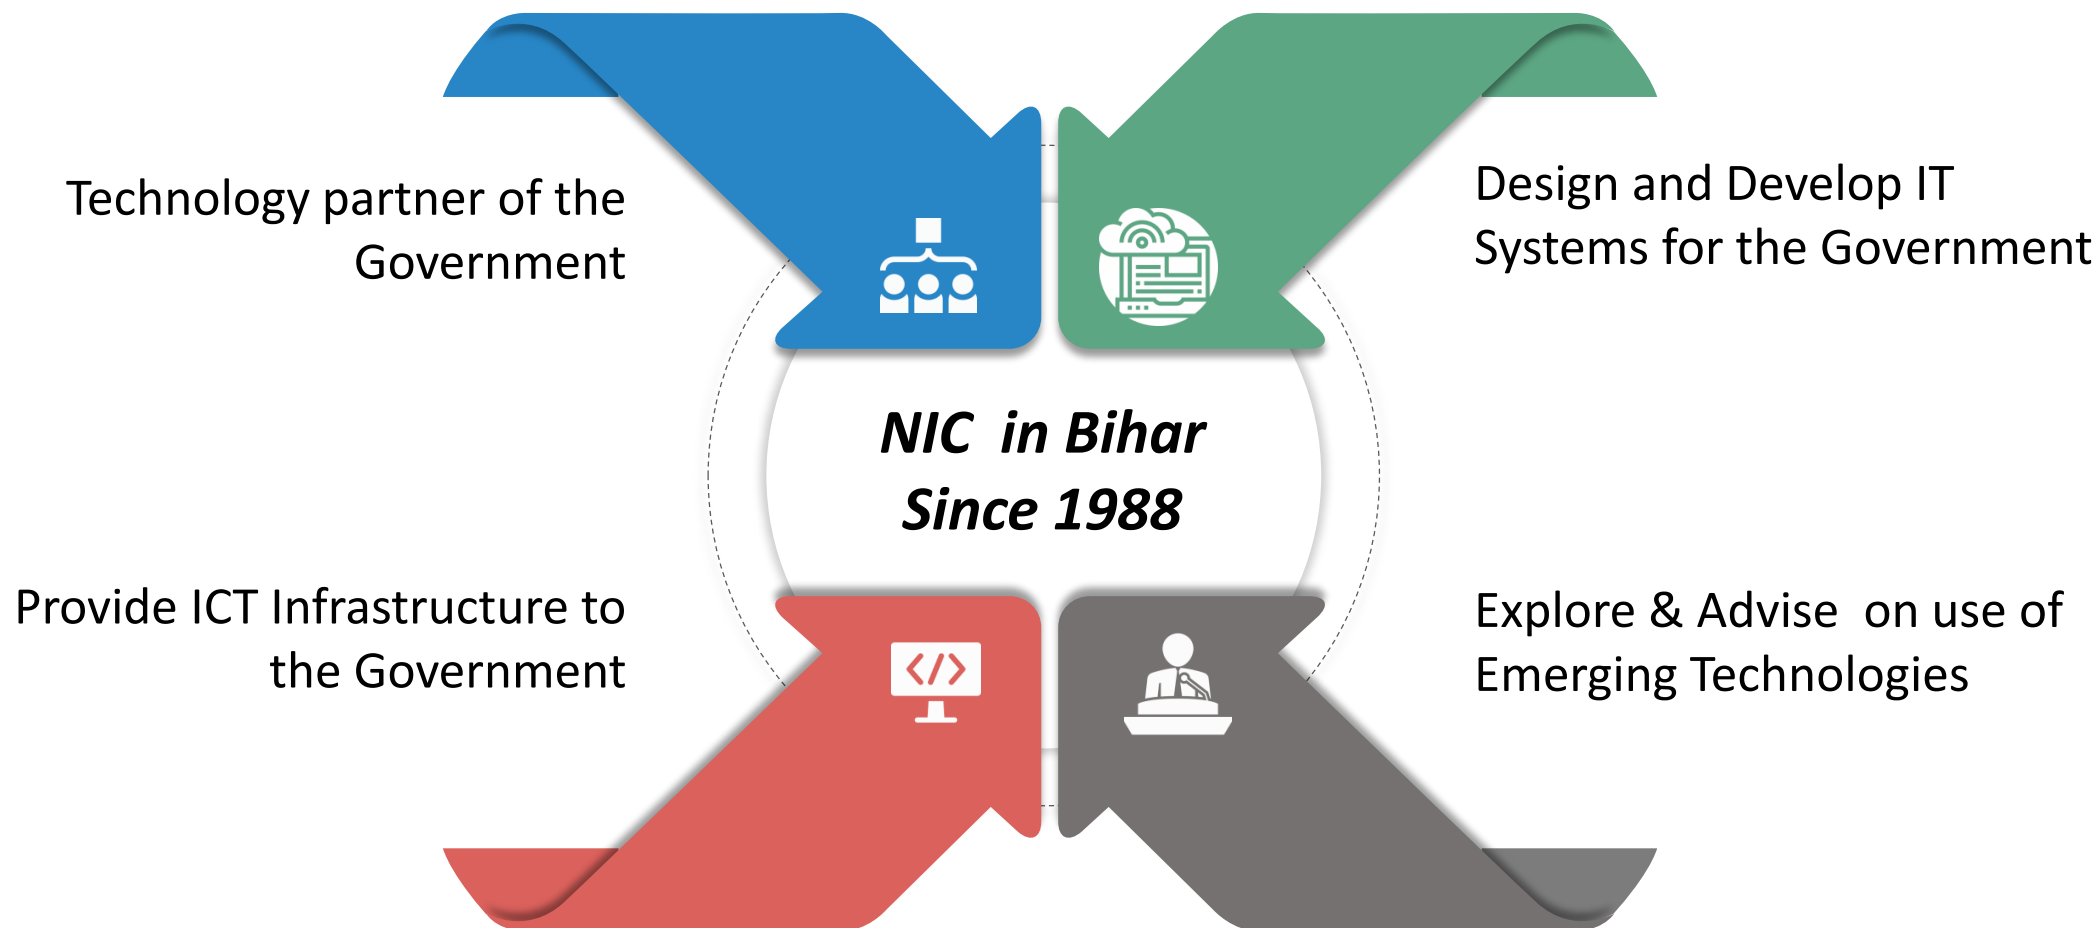 Technology partner of the
Government
Design and Develop IT
Systems for the Government
NIC  in Bihar
Since 1988
Provide ICT Infrastructure to
the Government
Explore & Advise  on use of
Emerging Technologies